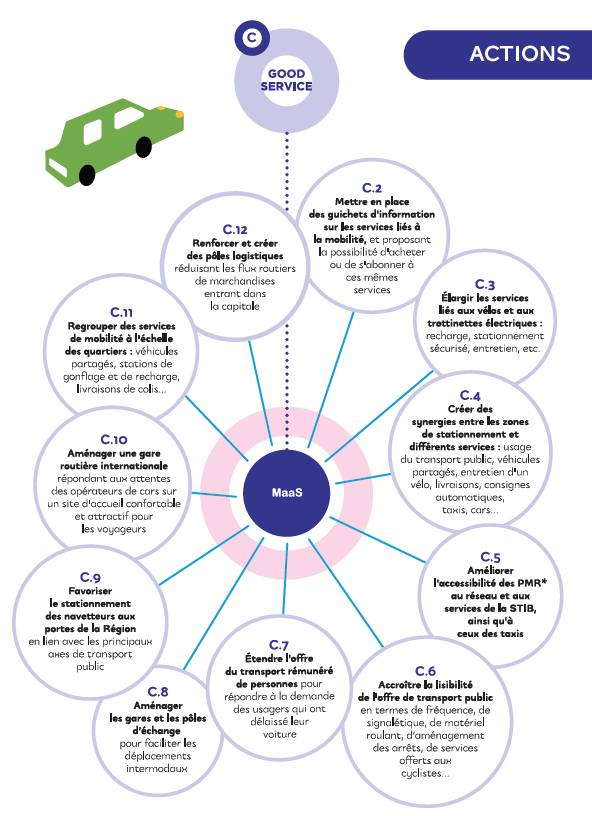 C
GOOD
SERVICE
ACTIONS
C.2
Mettre en place
des guichets d'information
sur les services liés à
la mobilité, et proposant
la possibilité d'acheter
ou de s'abonner à
ces mêmes
services
C.3
Élargir les services
liés aux vélos et aux
trottinettes électriques :
recharge, stationnement
sécurisé, entretien, etc.
C.4
Créer des
synergies entre les zones
de stationnement et
différents services : usage
du transport public, véhicules
partagés, entretien d'un
vélo, livraisons, consignes
automatiques,
taxis, cars...
C.5
Améliorer
l'accessibilité des PMR*
au réseau et aux
services de la STIB,
ainsi qu'à
ceux des taxis
C.6
Accroître la lisibilité
de l'offre de transport public
en termes de fréquence, de
signalétique, de matériel
roulant, d'aménagement
des arrêts, de services
offerts aux
cyclistes...
C.7
Étendre l'offre
du transport rémunéré
de personnes pour
répondre à la demande
des usagers qui ont
délaissé leur
voiture
C.8
Aménager
les gares et les pôles
d'échange
pour faciliter les
déplacements
intermodaux
C.9
Favoriser
le stationnement
des navetteurs aux
portes de la Région
en lien avec les principaux
axes de transport
public
C.10
Aménager une gare
routière internationale
répondant aux attentes
des opérateurs de cars sur
un site d'accueil confortable
et attractif pour
les voyageurs
C.11
Regrouper des services
de mobilité à l'échelle
des quartiers : véhicules
partagés, stations de
gonflage et de recharge,
livraisons de colis...
C.12
Renforcer et créer
des pôles logistiques
réduisant les flux routiers
de marchandises
entrant dans
la capitale
MaaS